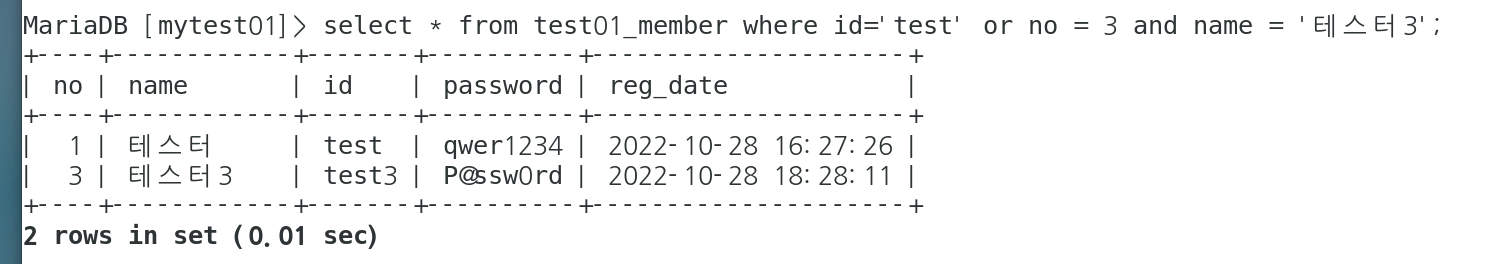 MariaDB [mytest01]> select * from test01_member where id='test' or no = 3 and name = '테스터3';
+----+------------+-------+----------+---------------------+
| no | name       | id    | password | reg_date            |
+----+------------+-------+----------+---------------------+
|  1 | 테스터     | test  | qwer1234 | 2022-10-28 16:27:26 |
|  3 | 테스터3    | test3 | P@ssw0rd | 2022-10-28 18:28:11 |
+----+------------+-------+----------+---------------------+
2 rows in set (0.01 sec)